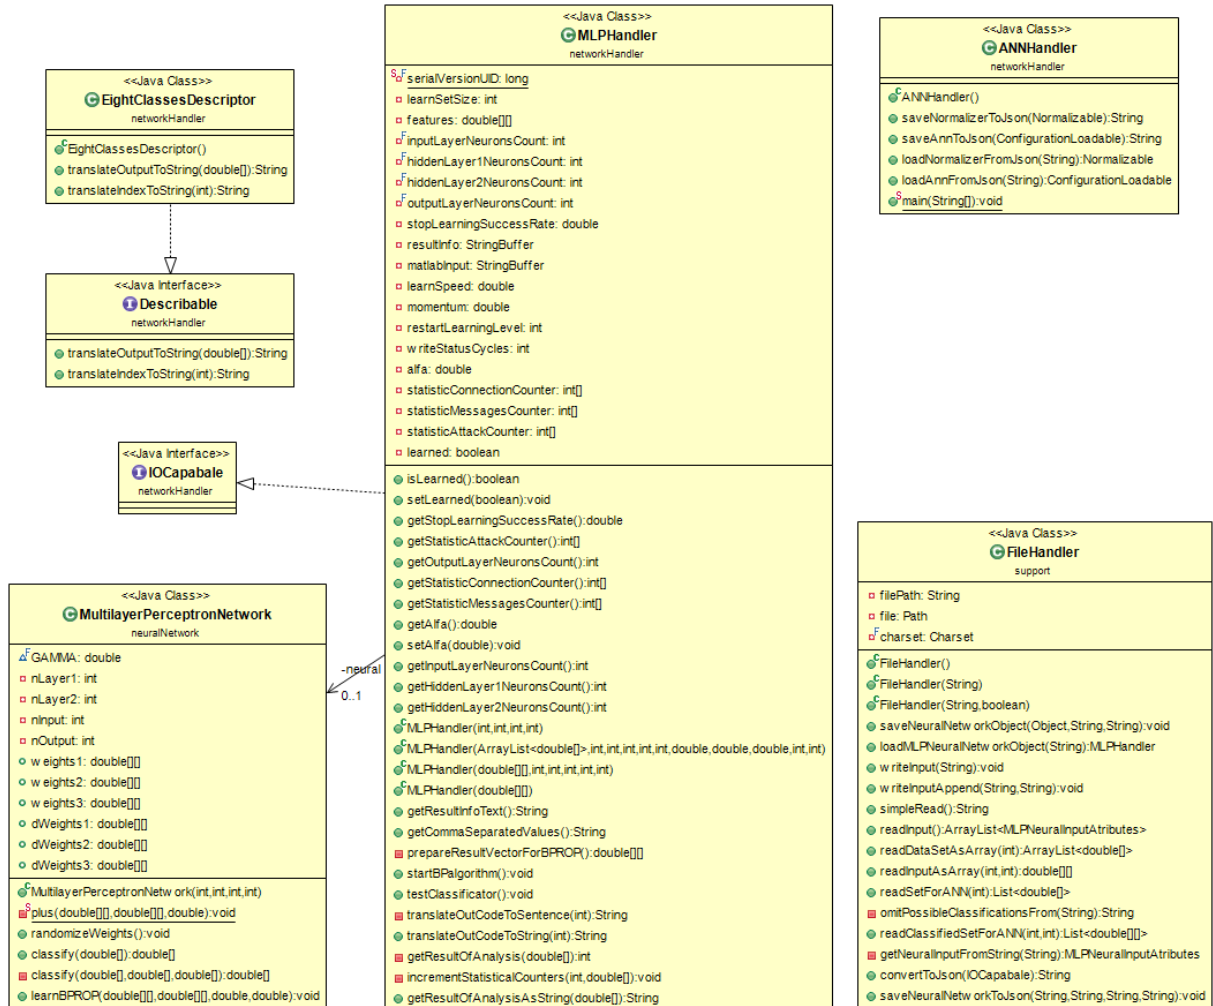 <<Java Class>>
EightClassesDescriptor
networkHandler
EightClassesDescriptor()
translateOutputToString(double[]):String
translateIndexToString(int):String
<<Java Interface>>
Describable
networkHandler
translateOutputToString(double[]):String
translateIndexToString(int):String
<<Java Interface>>
IOCapabale
networkHandler
<<Java Class>>
MultilayerPerceptronNetwork
neuralNetwork
GAMMA: double
nLayer1: int
nLayer2: int
nInput: int
nOutput: int
weights1: double[][]
weights2: double[][]
weights3: double[][]
dWeights1: double[][]
dWeights2: double[][]
dWeights3: double[][]
MultilayerPerceptronNetwork(int,int,int,int)
plus(double[][],double[][],double):void
randomizeWeights():void
classify(double[]):double[]
classify(double[],double[],double[]):double[]
learnBPROP(double[][],double[][],double,double):void
-neural
0..1
<<Java Class>>
MLPHandler
networkHandler
serialVersionUID: long
learnSetSize: int
features: double[][]
inputLayerNeuronsCount: int
hiddenLayer1NeuronsCount: int
hiddenLayer2NeuronsCount: int
outputLayerNeuronsCount: int
stopLearningSuccessRate: double
resultInfo: StringBuffer
matlabInput: StringBuffer
learnSpeed: double
momentum: double
restartLearningLevel: int
writeStatusCycles: int
alfa: double
statisticConnectionCounter: int[]
statisticMessagesCounter: int[]
statisticAttackCounter: int[]
learned: boolean
isLearned():boolean
setLearned(boolean):void
getStopLearningSuccessRate():double
getStatisticAttackCounter():int[]
getOutputLayerNeuronsCount():int
getStatisticConnectionCounter():int[]
getStatisticMessagesCounter():int[]
getAlfa():double
setAlfa(double):void
getInputLayerNeuronsCount():int
getHiddenLayer1NeuronsCount():int
getHiddenLayer2NeuronsCount():int
MLPHandler(int,int,int,int)
MLPHandler(ArrayList<double[]>,int,int,int,int,int,double,double,double,int,int)
MLPHandler(double[][],int,int,int,int,int)
MLPHandler(double[][])
getResultInfoText():String
getCommaSeparatedValues():String
prepareResultVectorForBPROP():double[][]
startBPalgorithm():void
testClassificator():void
translateOutCodeToSentence(int):String
translateOutCodeToString(int):String
getResultOfAnalysis(double[]):int
incrementStatisticalCounters(int,double[]):void
getResultOfAnalysisAsString(double[]):String
<<Java Class>>
ANNHandler
networkHandler
ANNHandler()
saveNormalizerToJson(Normalizable):String
saveAnnToJson(ConfigurationLoadable):String
loadNormalizerFromJson(String):Normalizable
loadAnnFromJson(String):ConfigurationLoadable
main(String[]):void
<<Java Class>>
FileHandler
support
filePath: String
file: Path
charset: Charset
FileHandler()
FileHandler(String)
FileHandler(String,boolean)
saveNeuralNetworkObject(Object,String,String):void
loadMLPNeuralNetworkObject(String):MLPHandler
writeInput(String):void
writeInputAppend(String,String):void
simpleRead():String
readInput():ArrayList<MLPNeuralInputAtributes>
readDataSetAsArray(int):ArrayList<double[]>
readInputAsArray(int,int):double[][]
readSetForANN(int):List<double[]>
omitPossibleClassificationsFrom(String):String
readClassifiedSetForANN(int,int):List<double[][]>
getNeuralInputFromString(String):MLPNeuralInputAtributes
convertToJson(IOCapabale):String
saveNeuralNetworkToJson(String,String,String,String):void